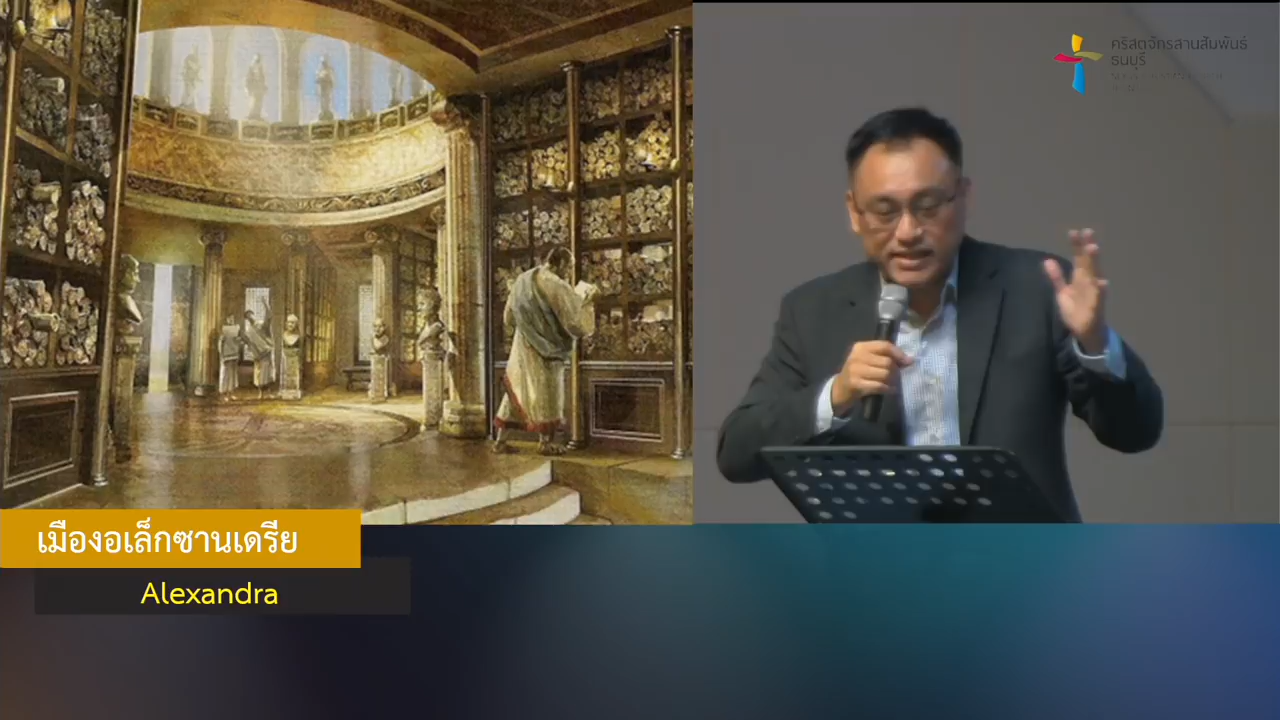 คริสตจักรสานสัมพันธ์
ธนบุรี
เมืองอเล็กซานเดรีย
Alexandra